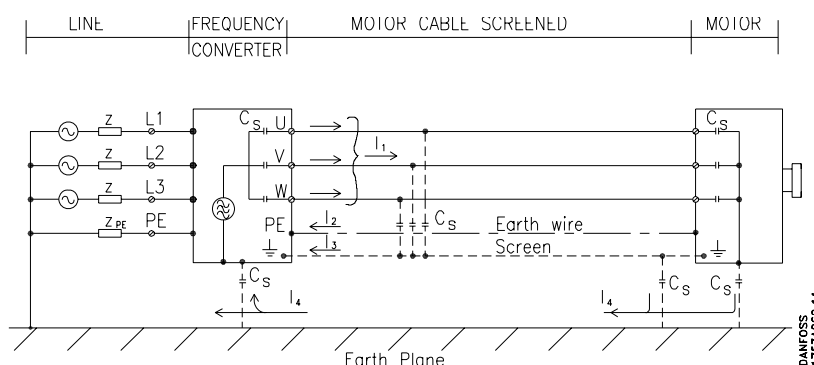 LINE
FREQUENCY
CONVERTER
MOTOR CABLE SCREENED
MOTOR
Z L1
Z L2
Z L3
Z PE PE
C S U
V
W
PE
I 1
I 2
I 3
C S
Earth wire
Screen
C S
C S
I 4
I 4
C S
C S
Earth Plane
DANFOSS